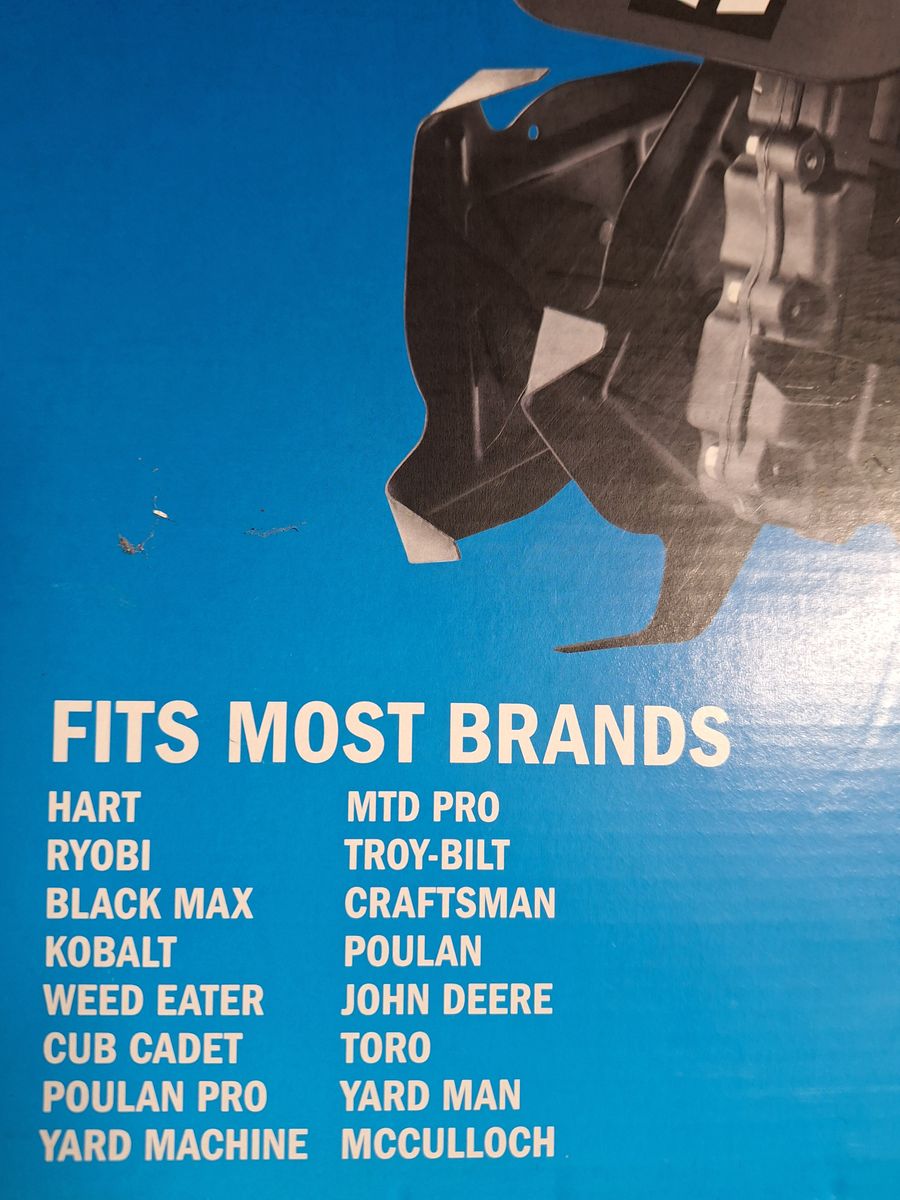 FITS MOST BRANDS
HART
RYOBI
BLACK MAX
KOBALT
WEED EATER
CUB CADET
POULAN PRO
YARD MACHINE
MTD PRO
TROY-BILT
CRAFTSMAN
POULAN
JOHN DEERE
TORO
YARD MAN
MCCULLOCH